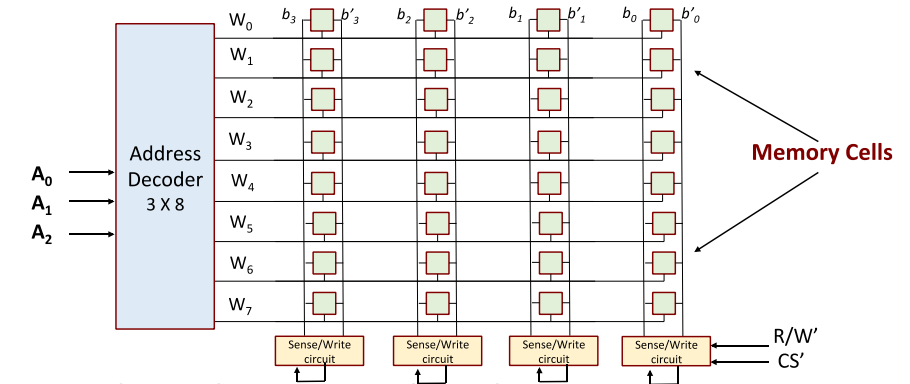 W0 b3 b'3 b2 b'2 b1 b'1 b0 b'0
W1
W2
W3
Address
Decoder
3 X 8
Memory Cells
A0
A1
A2
W4
W5
W6
W7
Sense/Write
circuit
Sense/Write
circuit
Sense/Write
circuit
Sense/Write
circuit
R/W'
CS'